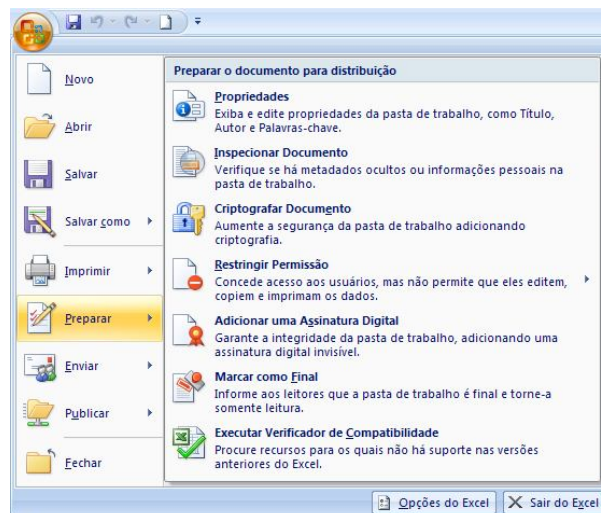 Novo
Abrir
Salvar
Salvar como
Imprimir
Preparar
Enviar
Publicar
Fechar
Preparar o documento para distribuição
Propriedades
Exiba e edite propriedades da pasta de trabalho, como Título,
Autor e Palavras-chave.
Inspecionar Documento
Verifique se há metadados ocultos ou informações pessoais na
pasta de trabalho.
Criptografar Documento
Aumente a segurança da pasta de trabalho adicionando
criptografia.
Restringir Permissão
Concede acesso aos usuários, mas não permite que eles editem,
copiem e imprimam os dados.
Adicionar uma Assinatura Digital
Garante a integridade da pasta de trabalho, adicionando uma
assinatura digital invisível.
Marcar como Final
Informe aos leitores que a pasta de trabalho é final e torne-a
somente leitura.
Executar Verificador de Compatibilidade
Procure recursos para os quais não há suporte nas versões
anteriores do Excel.
Opções do Excel
Sair do Excel